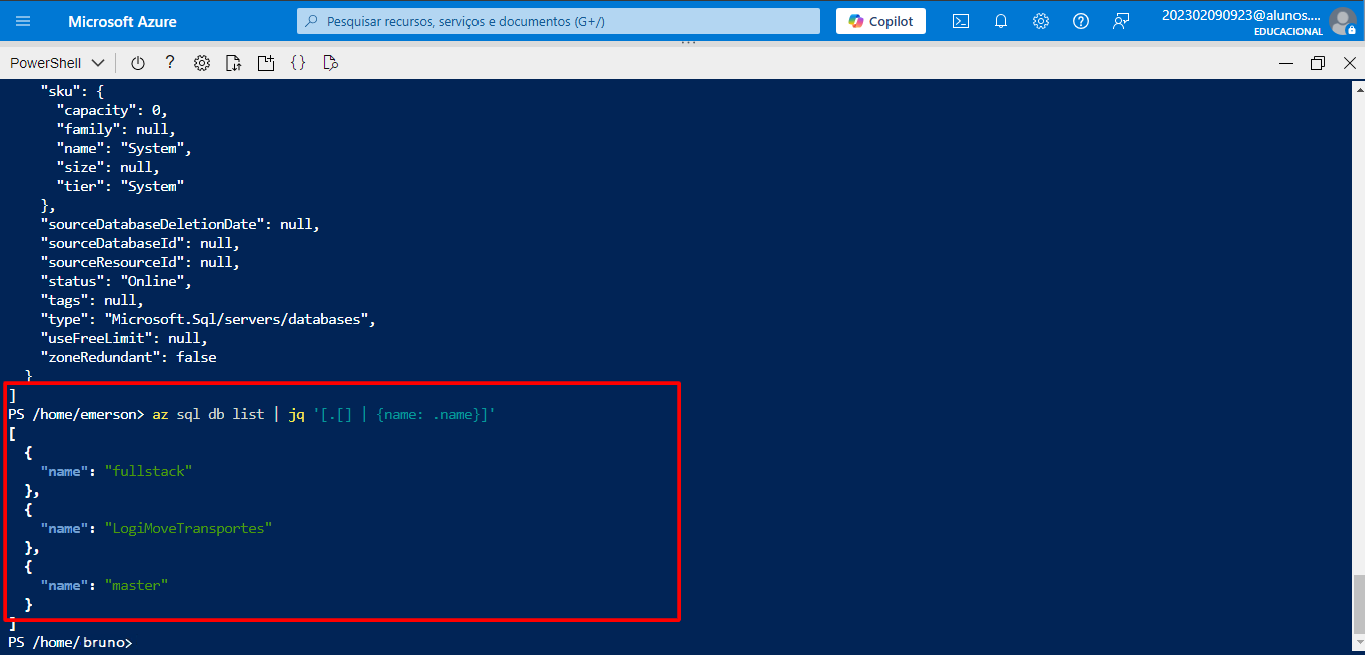 Microsoft Azure
Pesquisar recursos, serviços e documentos (G+/)
Copilot
202302090923@alunos....
EDUCACIONAL
PowerShell
"sku": {
"capacity": 0,
"family": null,
"name": "System",
"size": null,
"tier": "System"
},
"sourceDatabaseDeletionDate": null,
"sourceDatabaseId": null,
"sourceResourceId": null,
"status": "Online",
"tags": null,
"type": "Microsoft.Sql/servers/databases",
"useFreeLimit": null,
"zoneRedundant": false
}
]
PS /home/emerson> az sql db list | jq '[.[] | {name: .name}]'
[
{
"name": "fullstack"
},
{
"name": "LogiMoveTransportes"
},
{
"name": "master"
}
]
PS /home/bruno>